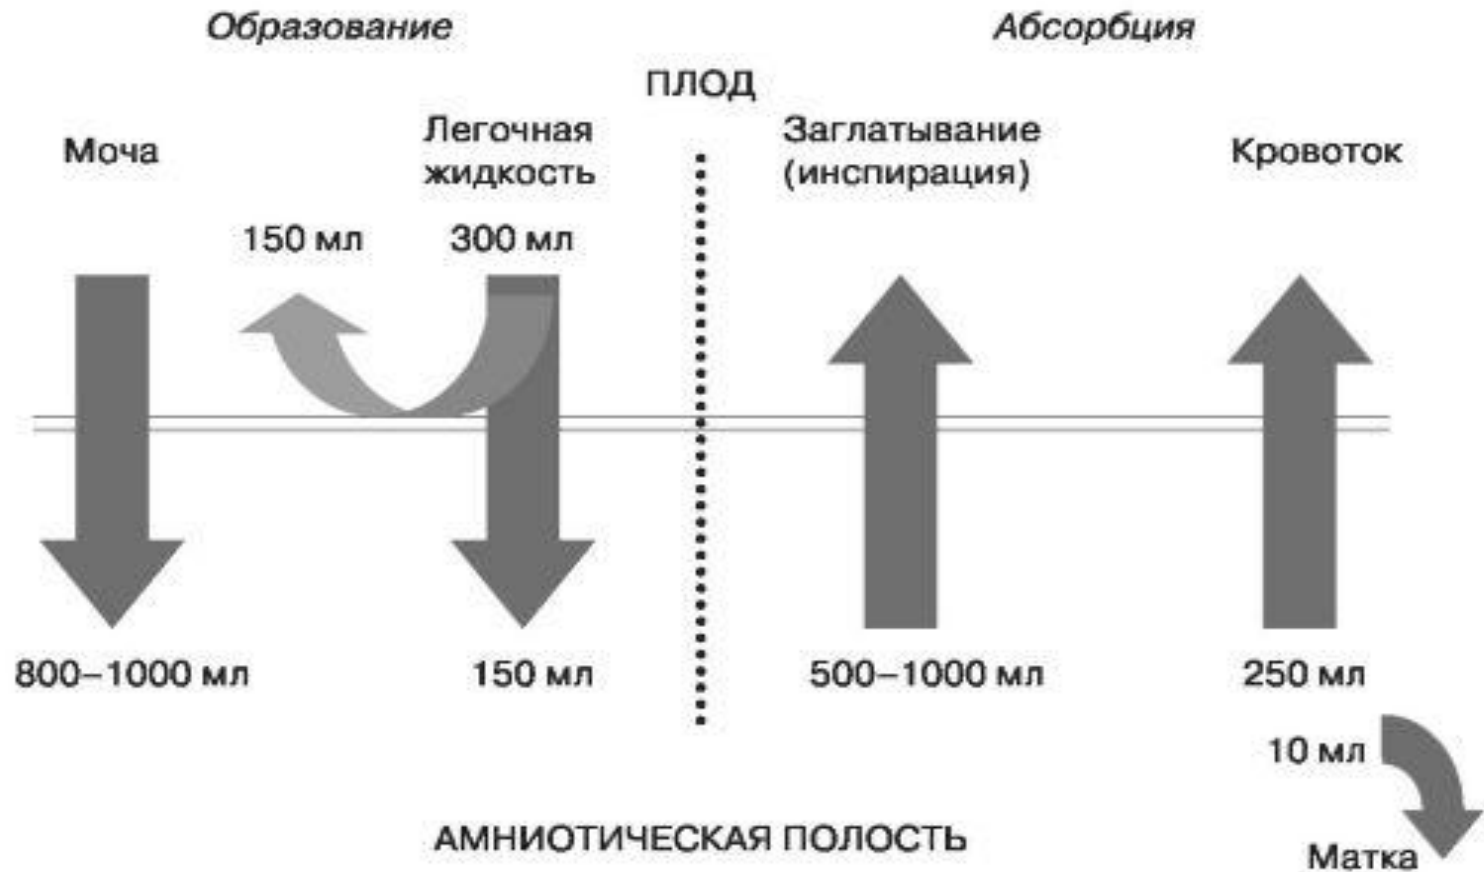 Образование
Абсорбция
ПЛОД
Моча
Легочная
жидкость
Заглатывание
(инспирация)
Кровоток
150 мл
300 мл
800–1000 мл
150 мл
500–1000 мл
250 мл
10 мл
АМНИОТИЧЕСКАЯ ПОЛОСТЬ
Матка